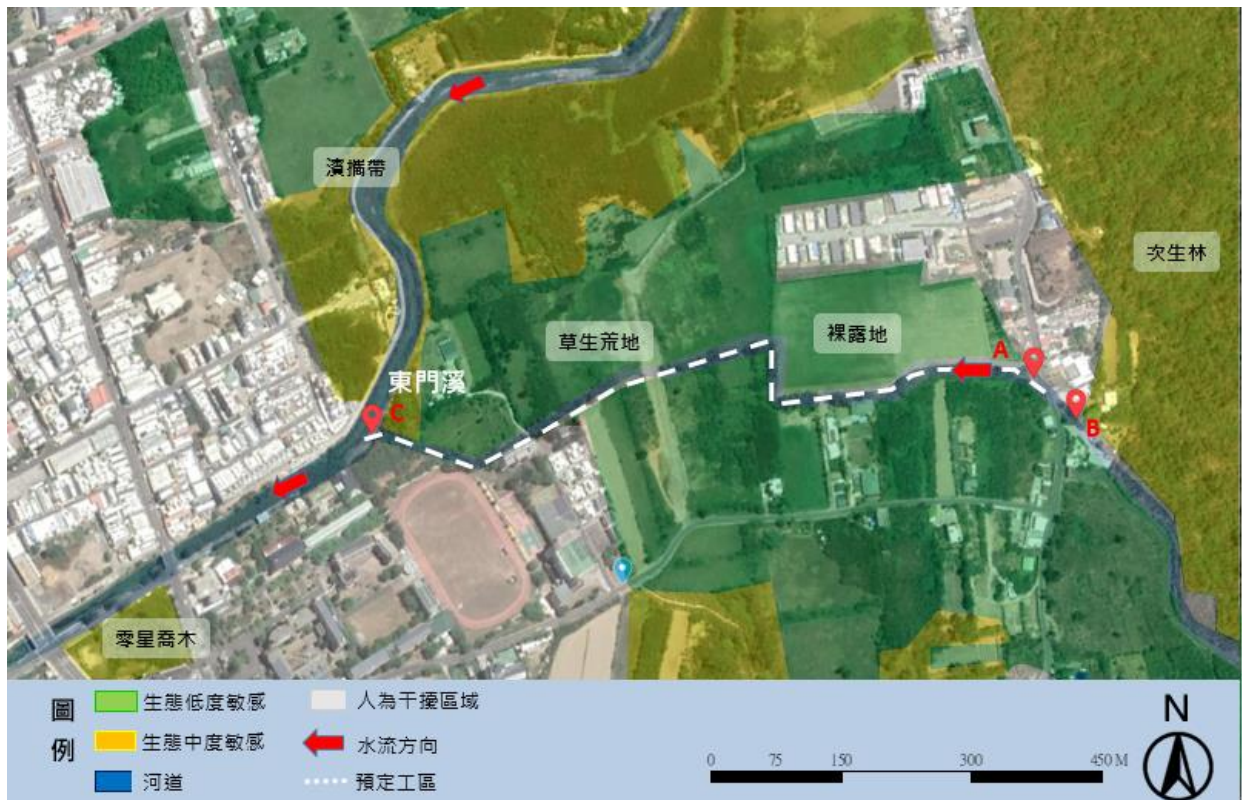 濱攜帶
次生林
草生荒地
裸露地
A
B
東門溪
C
零星喬木
圖例
生態低度敏感
人為干擾區域
生態中度敏感
水流方向
河道
預定工區
0 75 150 300 450 M
N